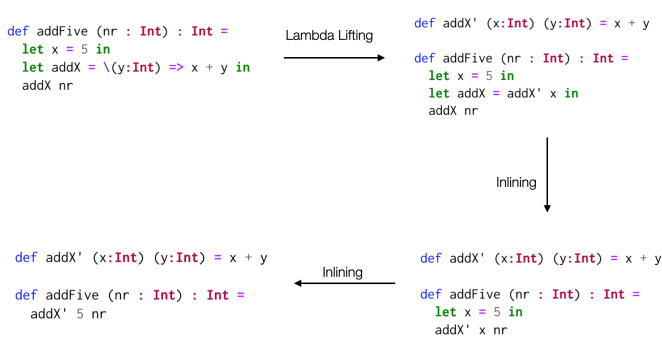 def addFive (nr : Int) : Int =
let x = 5 in
let addX = \(y:Int) => x + y in
addX nr
Lambda Lifting
def addX' (x:Int) (y:Int) = x + y
def addFive (nr : Int) : Int =
let x = 5 in
let addX = addX' x in
addX nr
Inlining
def addX' (x:Int) (y:Int) = x + y
def addFive (nr : Int) : Int =
let x = 5 in
addX' x nr
Inlining
def addX' (x:Int) (y:Int) = x + y
def addFive (nr : Int) : Int =
addX' 5 nr